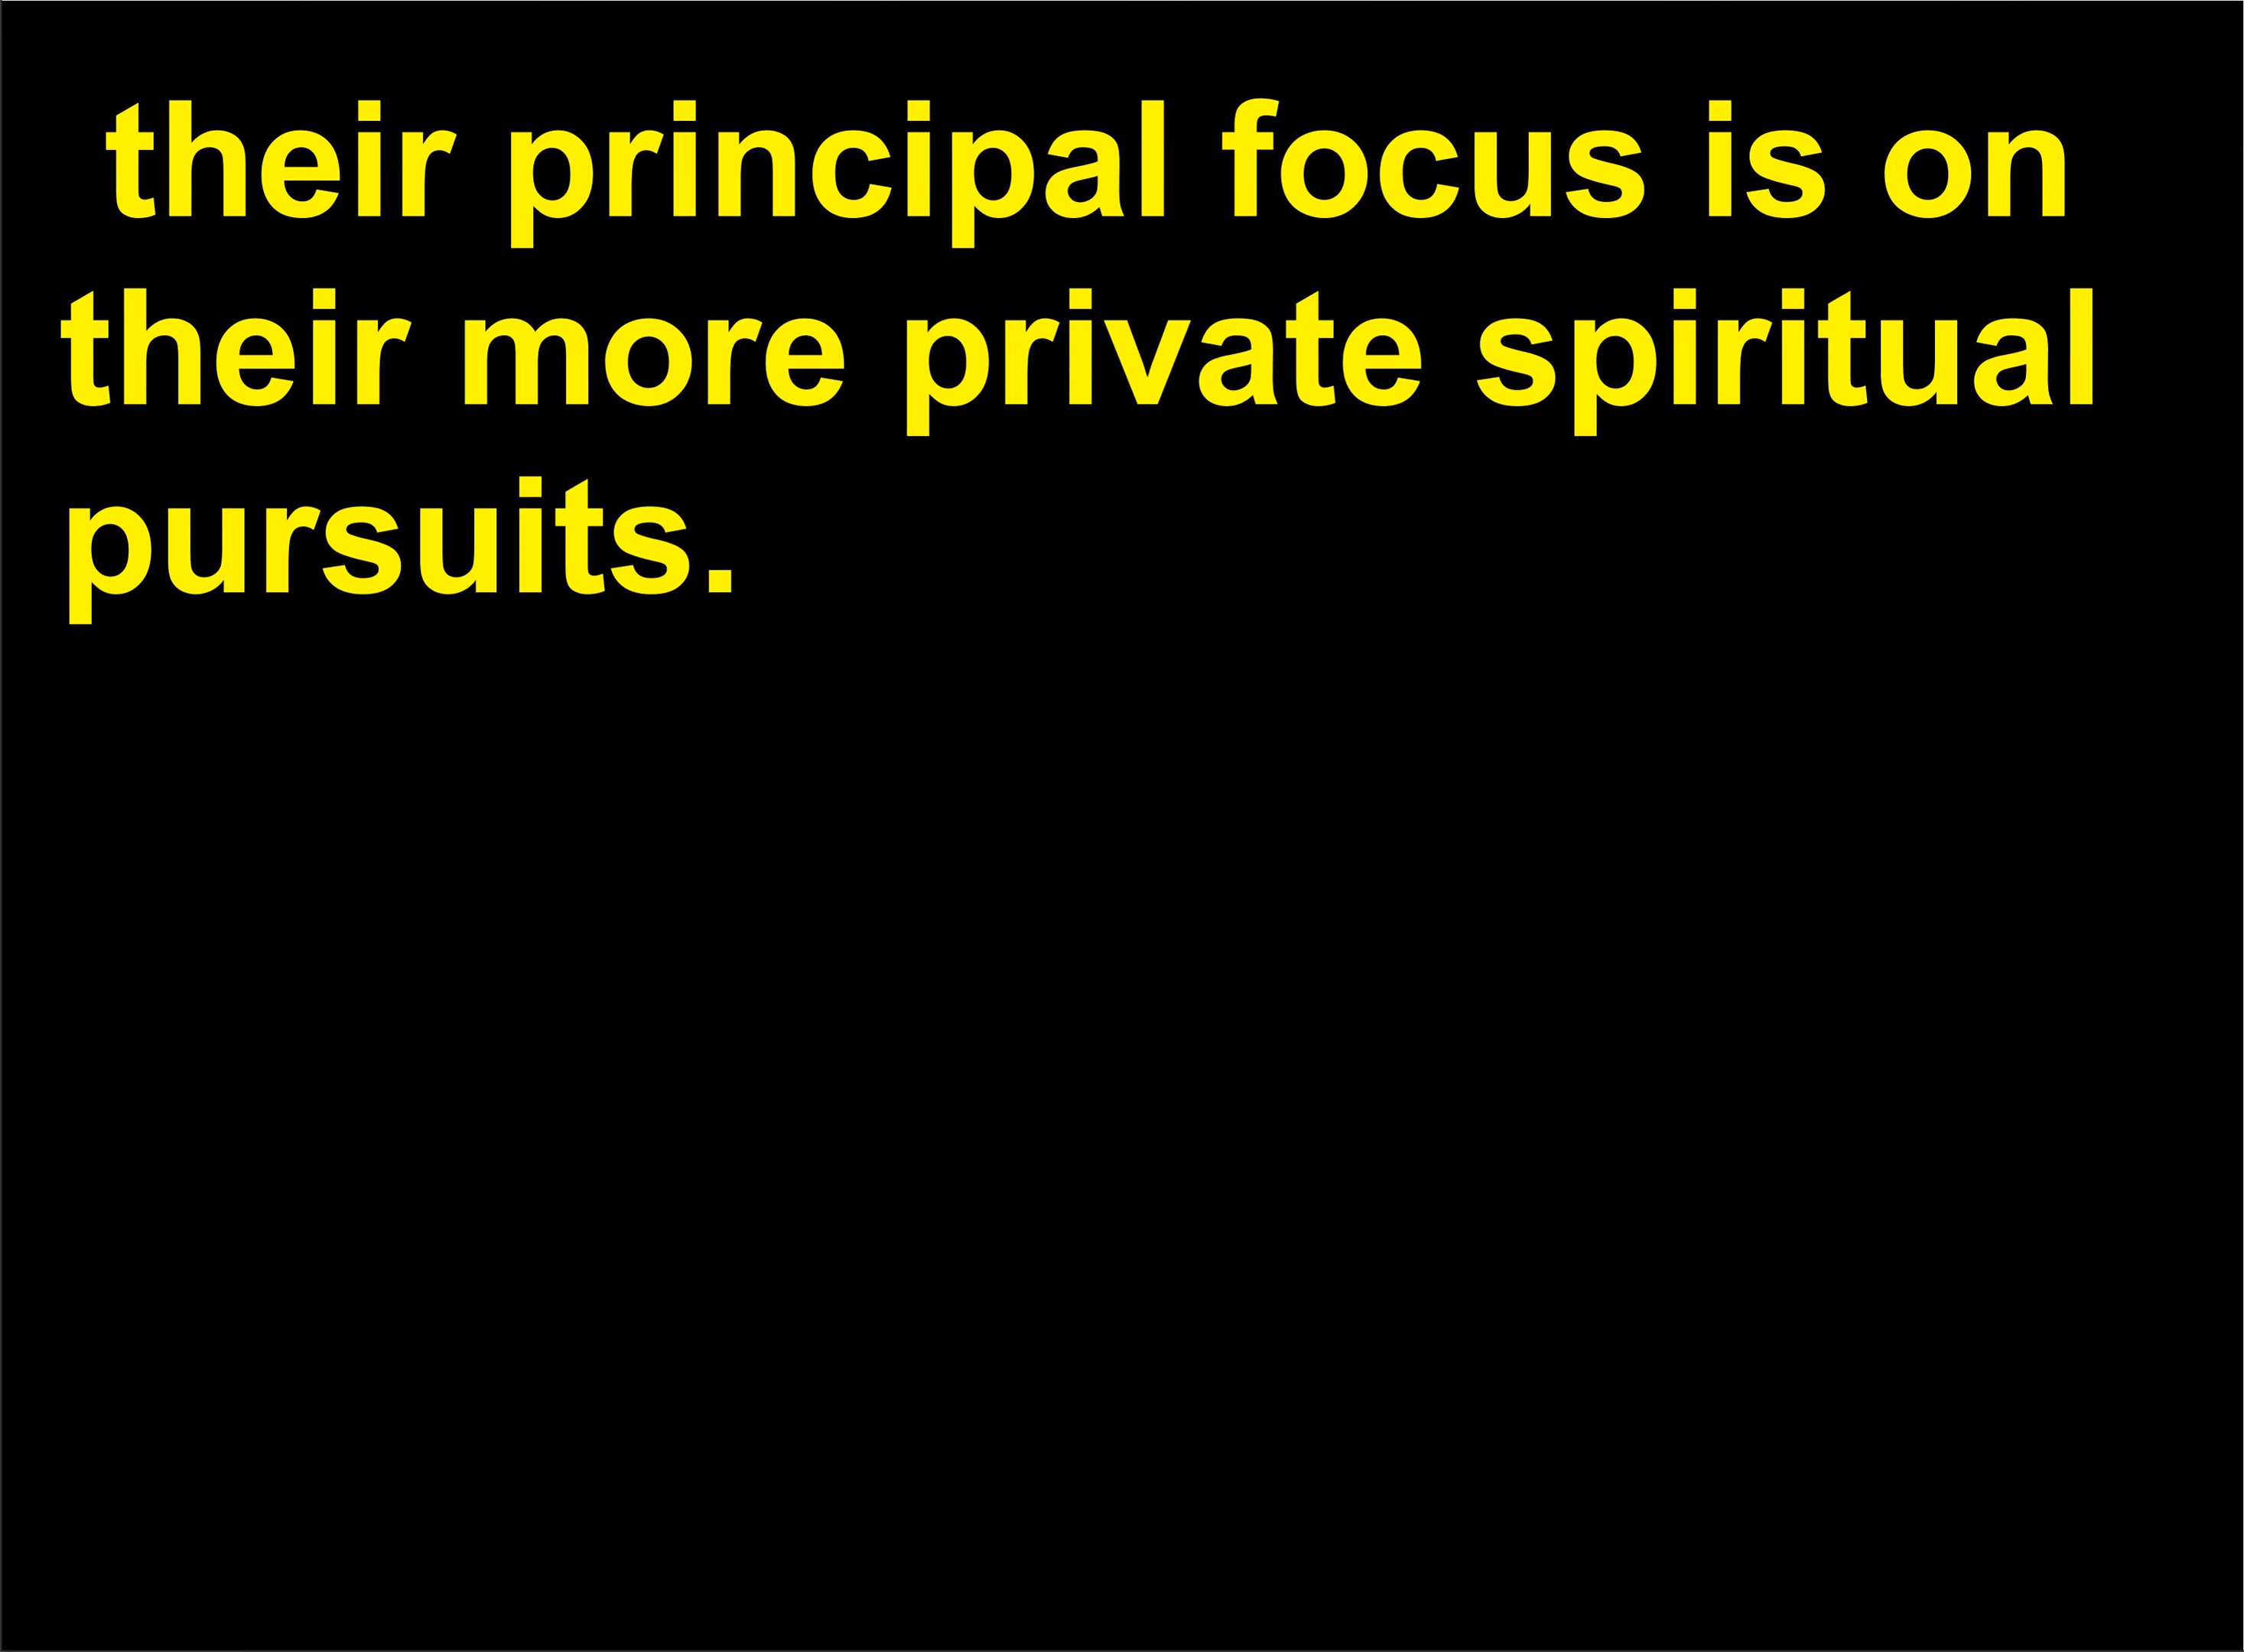 their principal focus is on
their more private spiritual
pursuits.